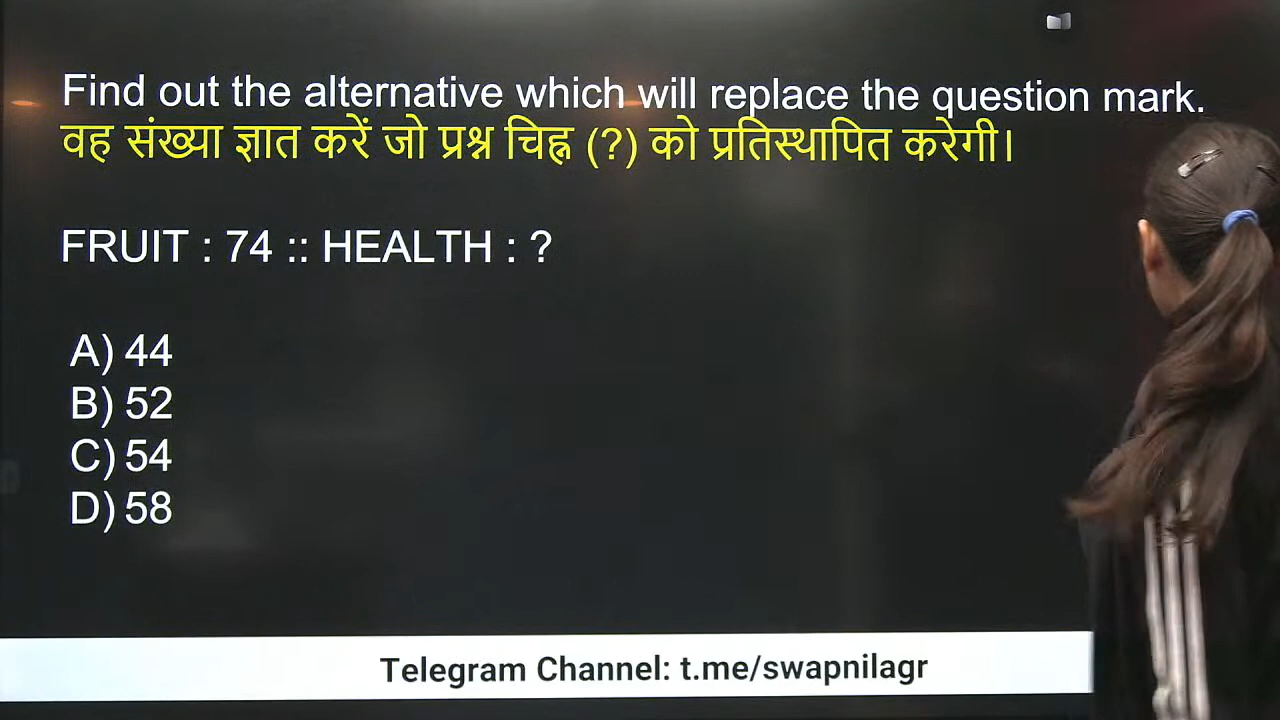 Find out the alternative which will replace the question mark.
वह संख्या ज्ञात करें जो प्रश्न चिह्न (?) को प्रतिस्थापित करेगी।
FRUIT : 74 :: HEALTH : ?
A) 44
B) 52
C) 54
D) 58
Telegram Channel: t.me/swapnilagr